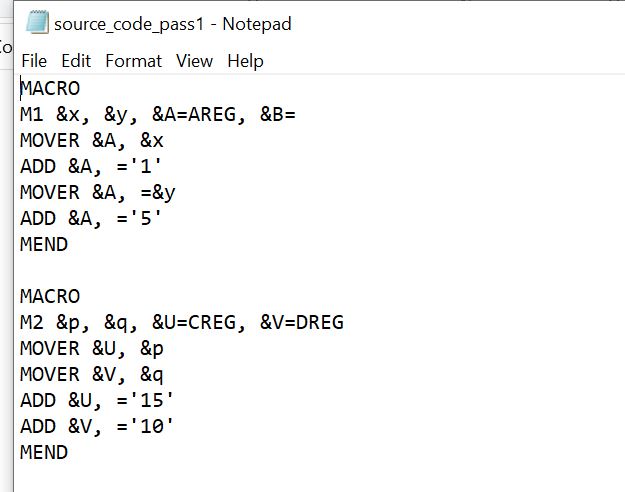 source_code_pass1 - Notepad
File Edit Format View Help
MACRO
M1 &x, &y, &A=AREG, &B=
MOVER &A, &x
ADD &A, ='1'
MOVER &A, =&y
ADD &A, ='5'
MEND
MACRO
M2 &p, &q, &U=CREG, &V=DREG
MOVER &U, &p
MOVER &V, &q
ADD &U, ='15'
ADD &V, ='10'
MEND